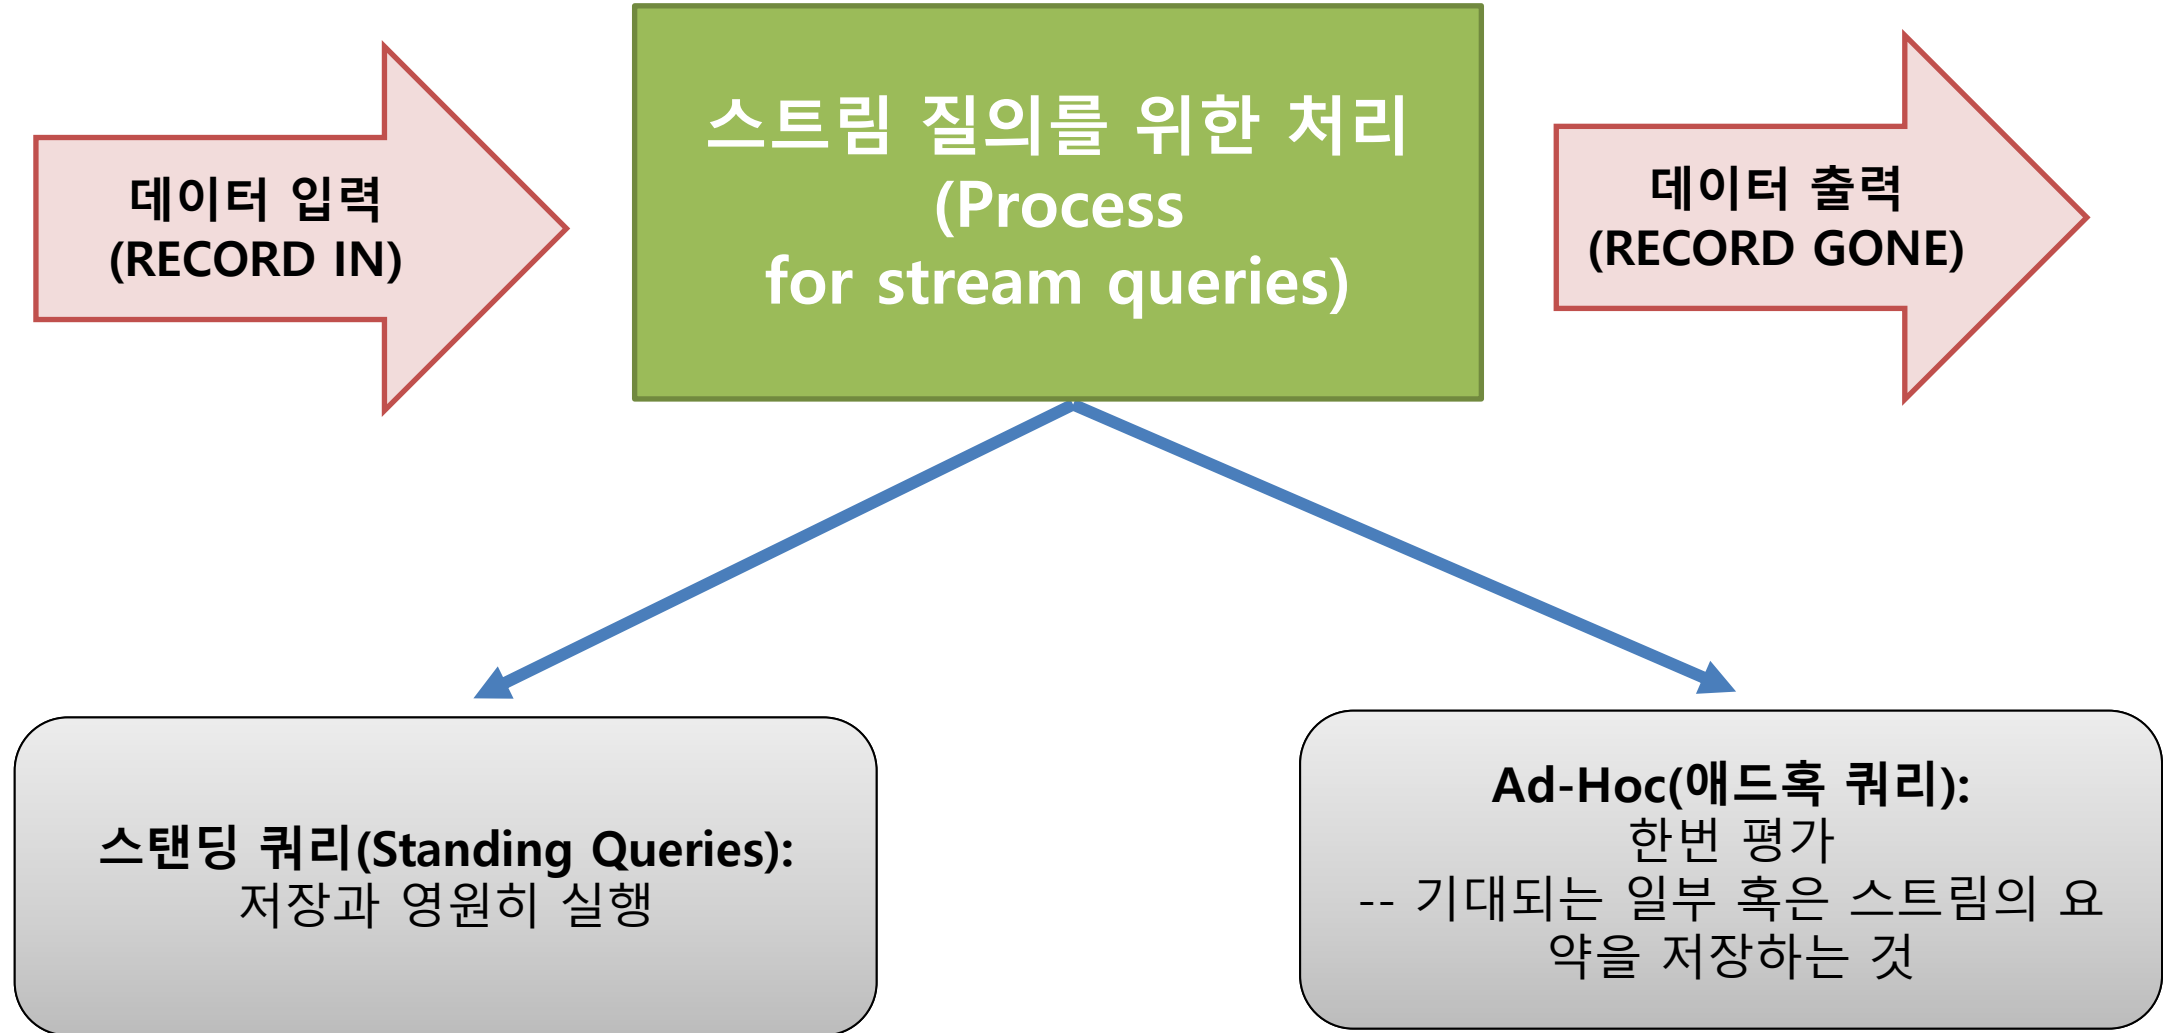 데이터 입력
(RECORD IN)
스트림 질의를 위한 처리
(Process
for stream queries)
데이터 출력
(RECORD GONE)
스탠딩 쿼리(Standing Queries):
저장과 영원히 실행
Ad-Hoc(애드혹 쿼리):
한번 평가
-- 기대되는 일부 혹은 스트림의 요
약을 저장하는 것